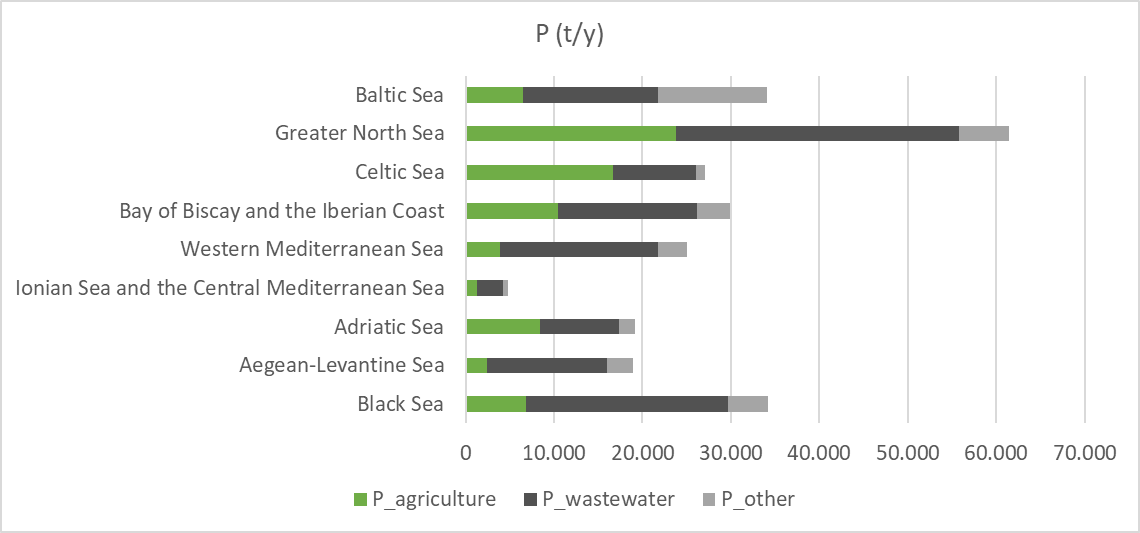 P (t/y)
Baltic Sea
Greater North Sea
Celtic Sea
Bay of Biscay and the Iberian Coast
Western Mediterranean Sea
Ionian Sea and the Central Mediterranean Sea
Adriatic Sea
Aegean-Levantine Sea
Black Sea
0 10.000 20.000 30.000 40.000 50.000 60.000 70.000
P_agriculture P_wastewater P_other